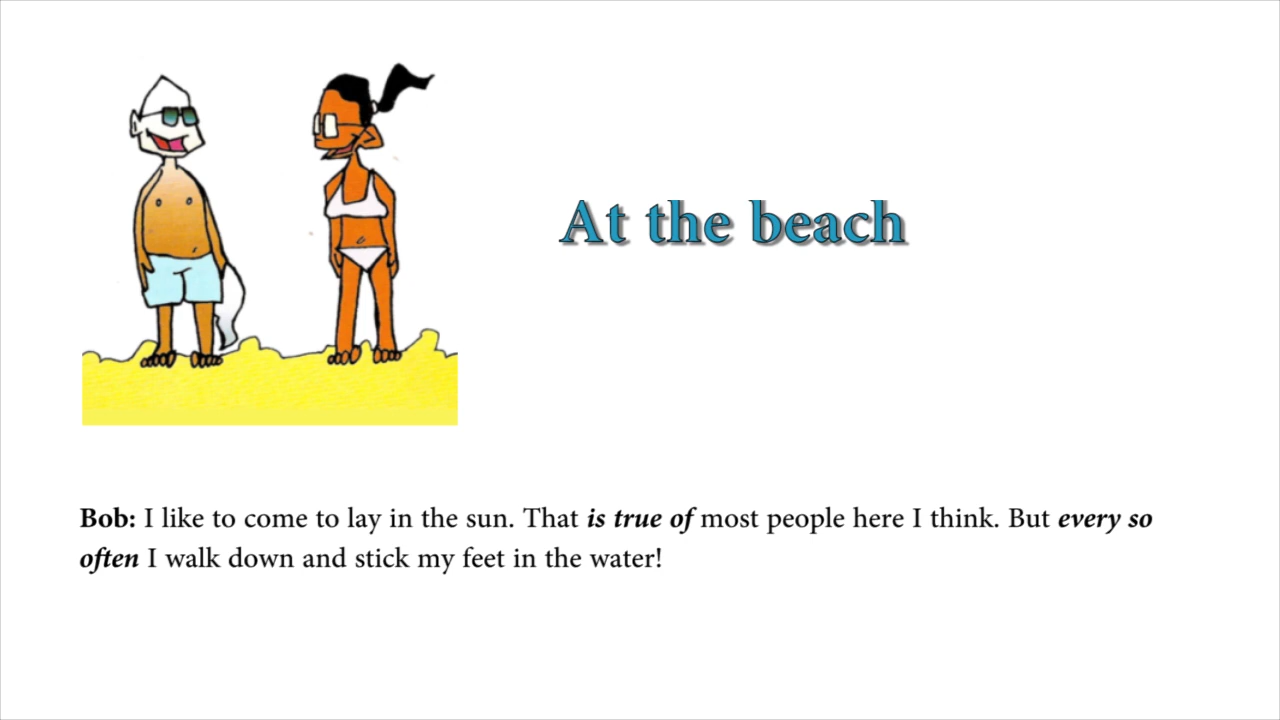 At the beach
Bob: I like to come to lay in the sun. That is true of most people here I think. But every so
often I walk down and stick my feet in the water!